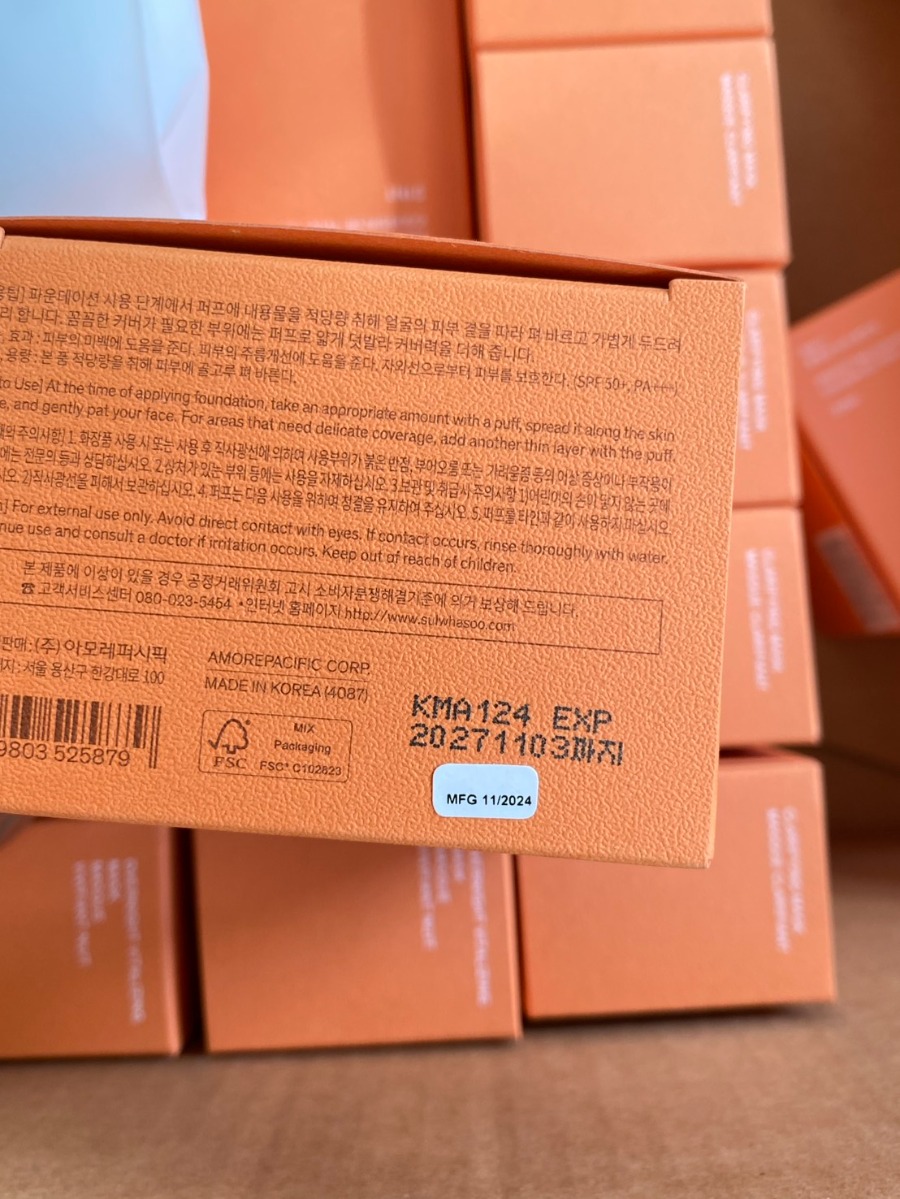 팁] 파운데이션 사용 단계에서 퍼프에 내용물을 적당량 취해 얼굴의 피부 결을 따라 펴 바르고 가볍게 두드려
리 합니다. 꼼꼼한 커버가 필요한 부위에는 퍼프로 얇게 덧발라 커버력을 더해 줍니다.
효과 : 피부의 미백에 도움을 준다. 피부의 주름개선에 도움을 준다. 자외선으로부터 피부를 보호한다. (SPF50+, PA+++)
용량 : 본 품 적당량을 취해 피부에 골고루 펴 바른다.
to Use] At the time of applying foundation, take an appropriate amount with a puff, spread it along the skin
e, and gently pat your face. For areas that need delicate coverage, add another thin layer with the puff.
주의사항] 1. 화장품 사용 시 또는 사용 후 직사광선에 의하여 사용부위가 붉은 반점, 부어오름 또는 가려움증 등의 이상 증상이나 부작용이
에는 전문의 등과 상담하십시오. 2.상처가 있는 부위 등에는 사용을 자제하십시오. 3.보관 및 취급시 주의사항 1)어린이의 손이 닿지 않는 곳에
시오. 2)직사광선을 피해서 보관하십시오. 4. 퍼프는 다음 사용을 위하여 청결을 유지하여 주십시오. 5. 퍼프를 타인과 같이 사용하지 마십시오.
n] For external use only. Avoid direct contact with eyes. If contact occurs, rinse thoroughly with water.
nue use and consult a doctor if irritation occurs. Keep out of reach of children.
본 제품에 이상이 있을 경우 공정거래위원회 고시 소비자분쟁해결기준에 의거 보상해 드립니다.
☎ 고객서비스센터 080-023-5454 •인터넷 홈페이지 http://www.sulwhasoo.com
판매 : (주) 아모레퍼시픽
지 : 서울 용산구 한강대로 100
AMOREPACIFIC CORP.
MADE IN KOREA (4087)
9803 525879
FSC
MIX
Packaging
FSC® C102823
KMA124 EXP
20271103까지
MFG 11/2024